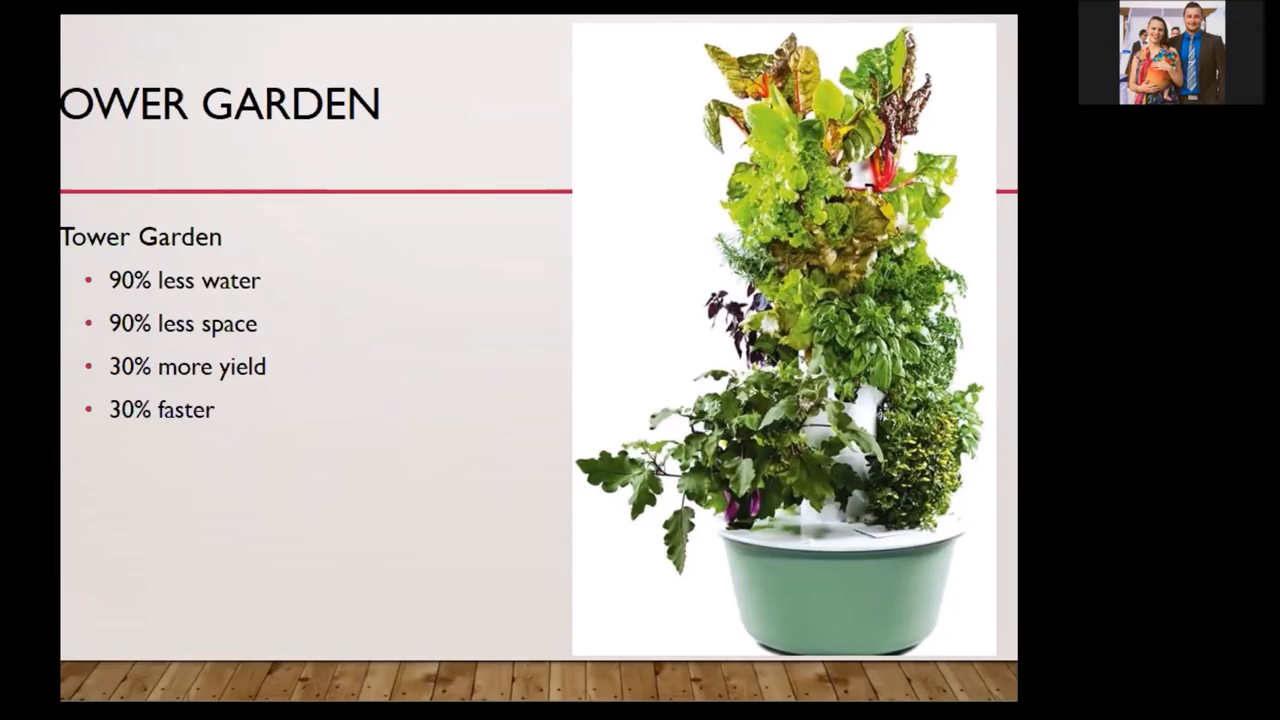 OWER GARDEN
Tower Garden
• 90% less water
• 90% less space
• 30% more yield
• 30% faster